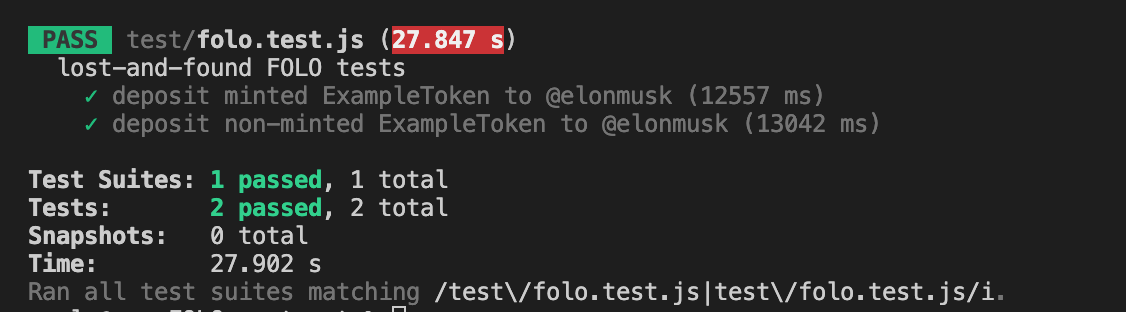 PASS test/folo.test.js (27.847 s)
lost-and-found FOLO tests
✓ deposit minted ExampleToken to @elonmusk (12557 ms)
✓ deposit non-minted ExampleToken to @elonmusk (13042 ms)
Test Suites: 1 passed, 1 total
Tests: 2 passed, 2 total
Snapshots: 0 total
Time: 27.902 s
Ran all test suites matching /test\/folo.test.js|test\/folo.test.js/i.